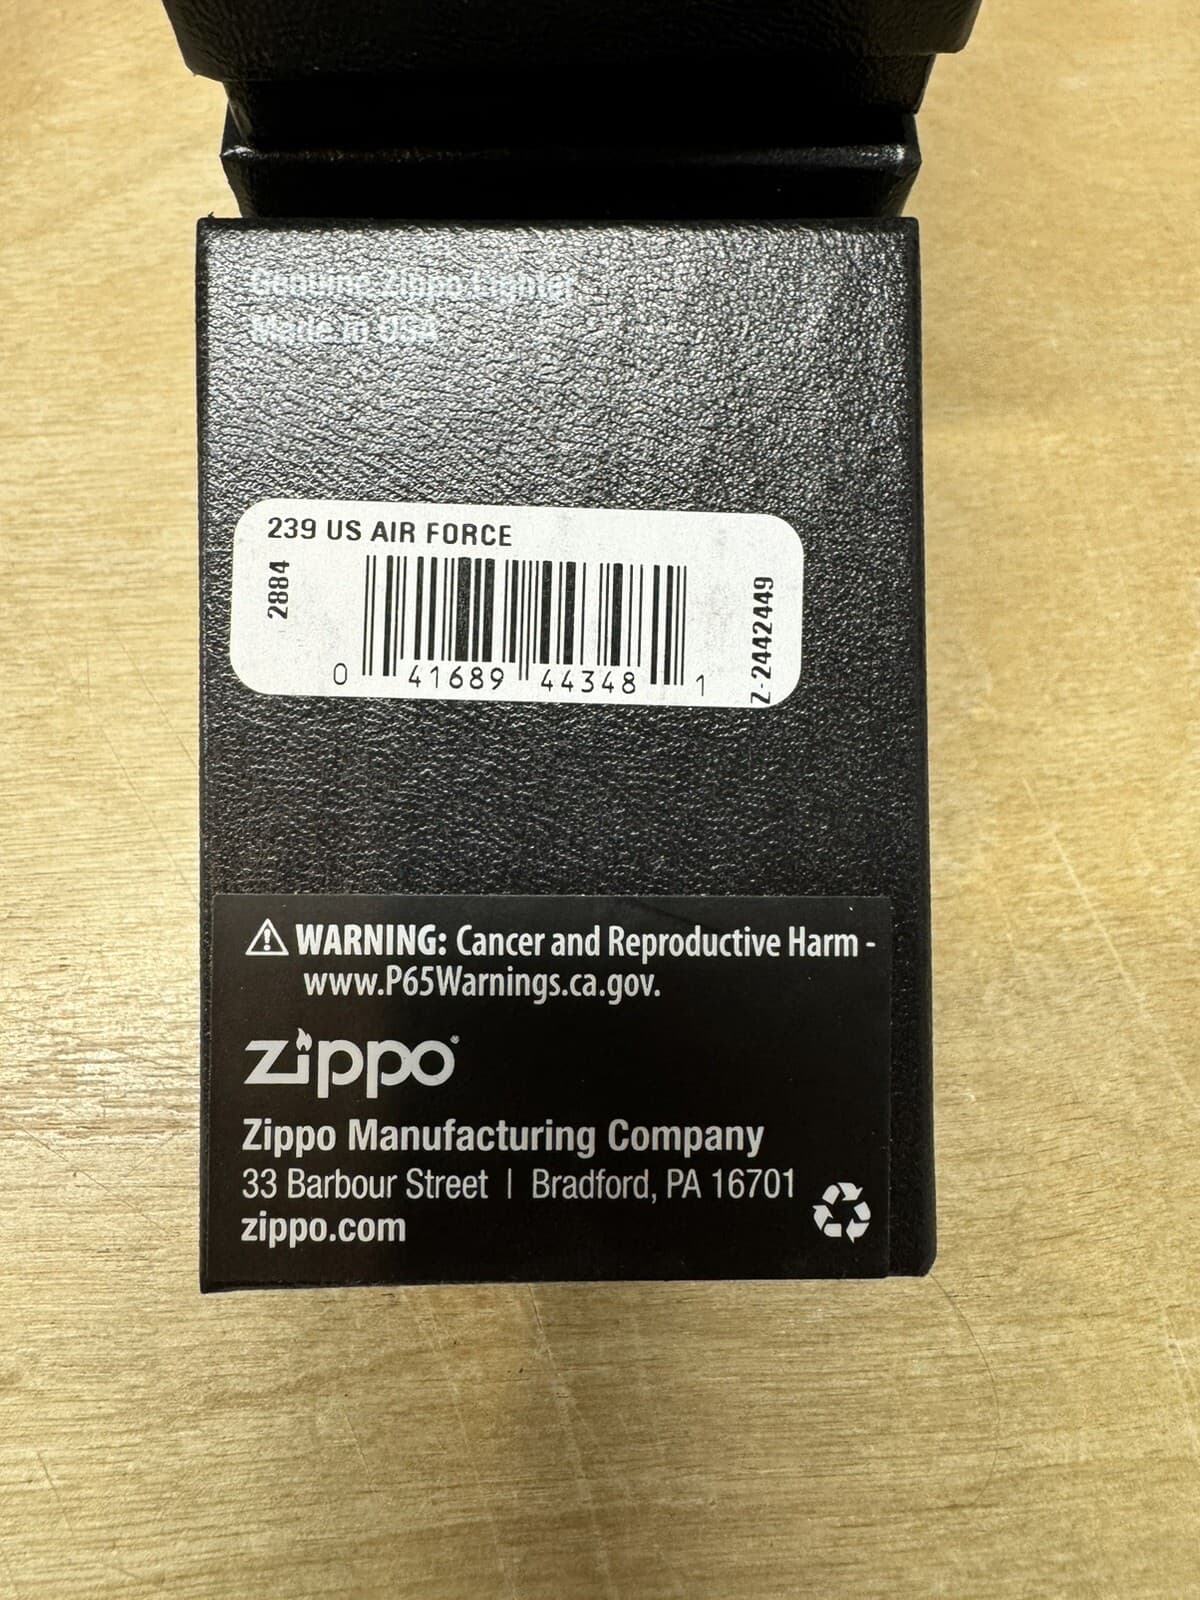 Genuine Zippo Lighter
Made in USA
239 US AIR FORCE
2884
0 41689 44348 1
Z-2442449
WARNING: Cancer and Reproductive Harm -
www.P65Warnings.ca.gov.
zippo®
Zippo Manufacturing Company
33 Barbour Street | Bradford, PA 16701
zippo.com